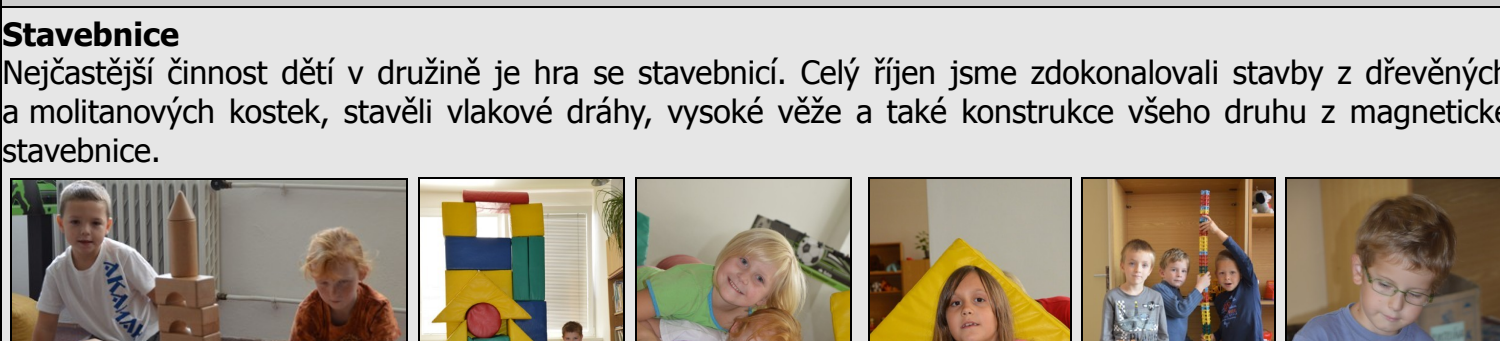 Stavebnice
Nejčastější činnost dětí v družině je hra se stavebnicí. Celý říjen jsme zdokonalovali stavby z dřevěných
a molitanových kostek, stavěli vlakové dráhy, vysoké věže a také konstrukce všeho druhu z magnetické
stavebnice.
AKAMAI